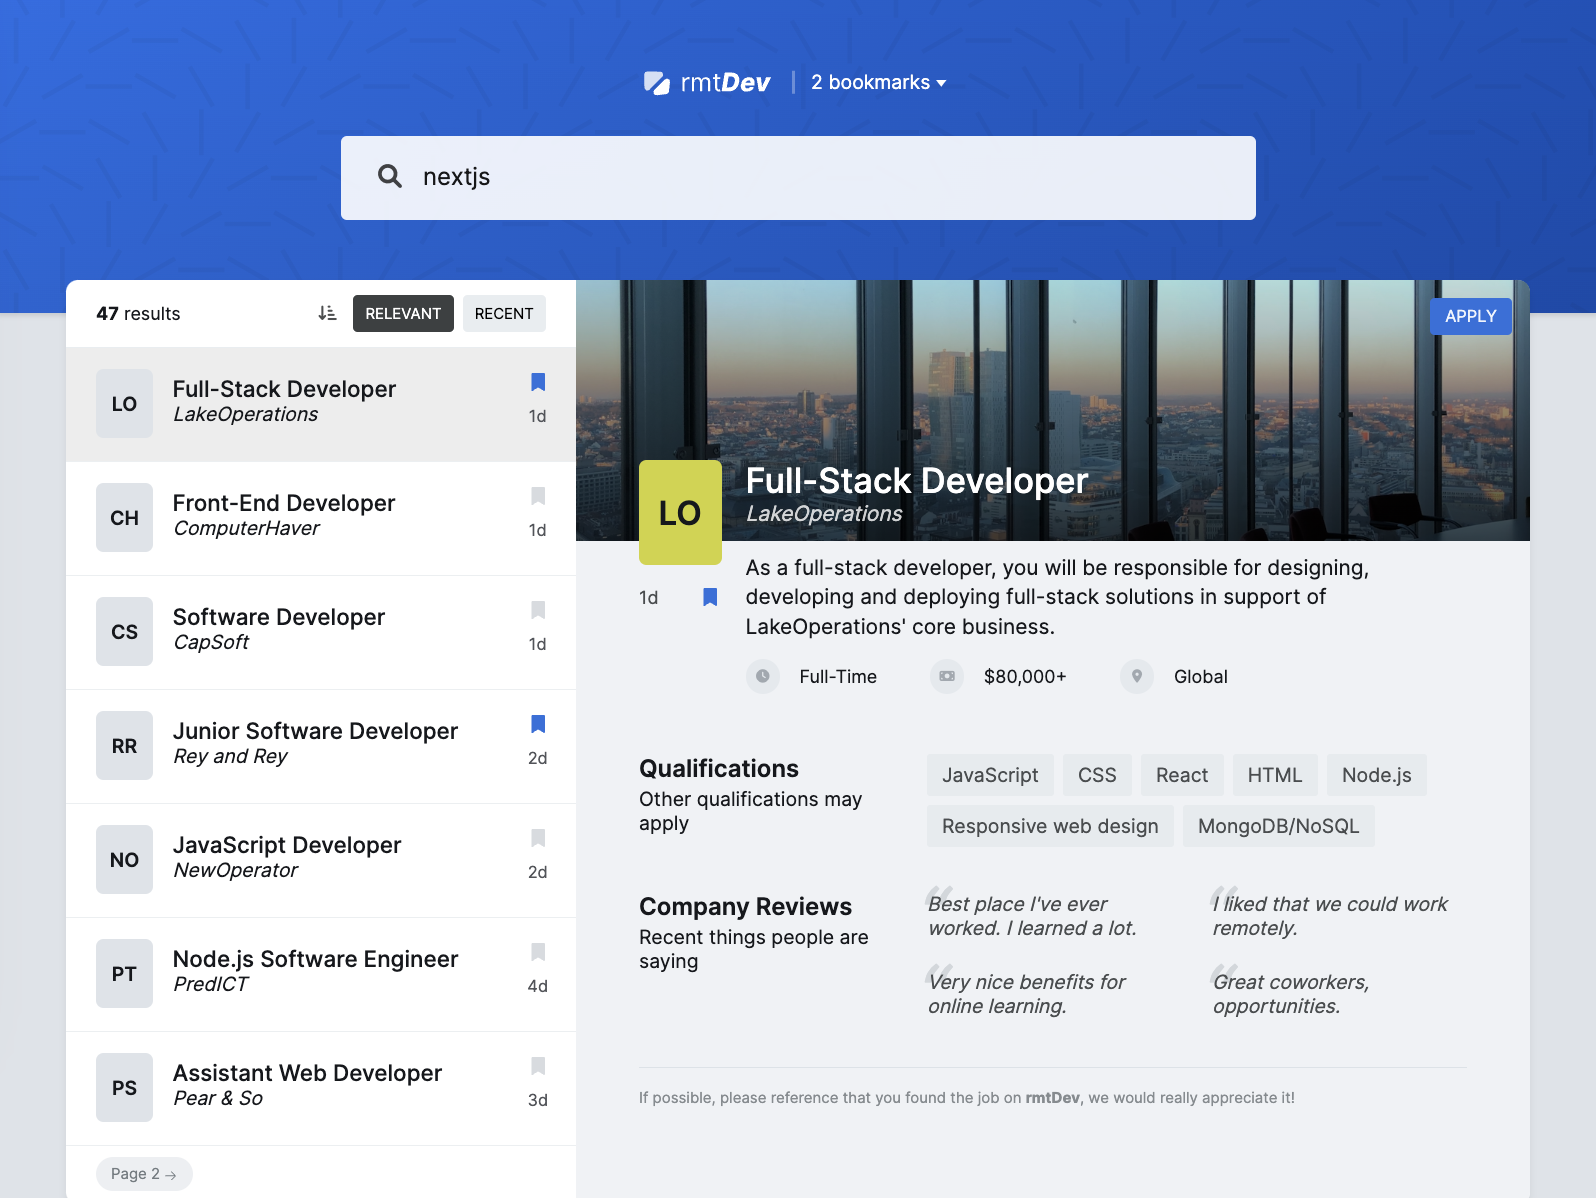 rmtDev
2 bookmarks
nextjs
47 results
RELEVANT
RECENT
LO
Full-Stack Developer
LakeOperations
1d
CH
Front-End Developer
ComputerHaver
1d
CS
Software Developer
CapSoft
1d
RR
Junior Software Developer
Rey and Rey
2d
NO
JavaScript Developer
NewOperator
2d
PT
Node.js Software Engineer
PredICT
4d
PS
Assistant Web Developer
Pear & So
3d
Page 2 →
APPLY
LO
Full-Stack Developer
LakeOperations
1d
As a full-stack developer, you will be responsible for designing,
developing and deploying full-stack solutions in support of
LakeOperations' core business.
Full-Time
$80,000+
Global
Qualifications
Other qualifications may
apply
JavaScript
CSS
React
HTML
Node.js
Responsive web design
MongoDB/NoSQL
Company Reviews
Recent things people are
saying
Best place I've ever
worked. I learned a lot.
I liked that we could work
remotely.
Very nice benefits for
online learning.
Great coworkers,
opportunities.
If possible, please reference that you found the job on rmtDev, we would really appreciate it!